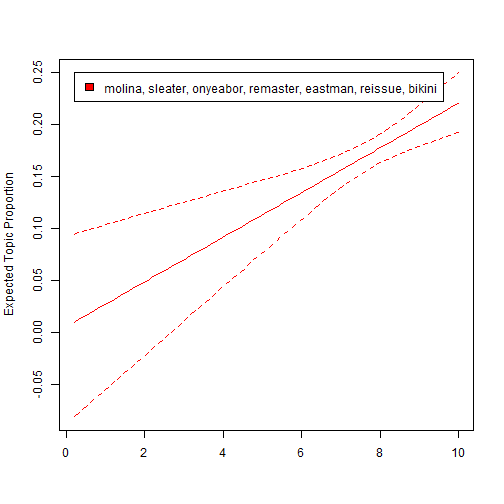 molina, sleater, onyeabor, remaster, eastman, reissue, bikini
Expected Topic Proportion
0.25
0.20
0.15
0.10
0.05
0.00
-0.05
0 2 4 6 8 10